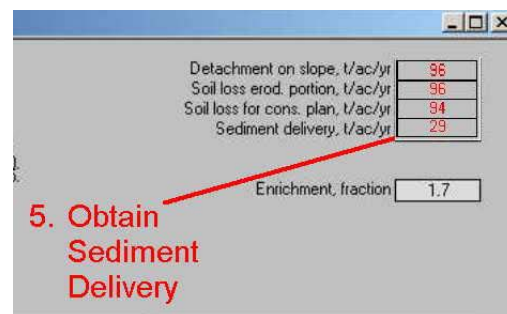 Detachment on slope, t/ac/yr 96
Soil loss erod. portion, t/ac/yr 96
Soil loss for cons. plan, t/ac/yr 94
Sediment delivery, t/ac/yr 29
Enrichment, fraction 1.7
5. Obtain
Sediment
Delivery